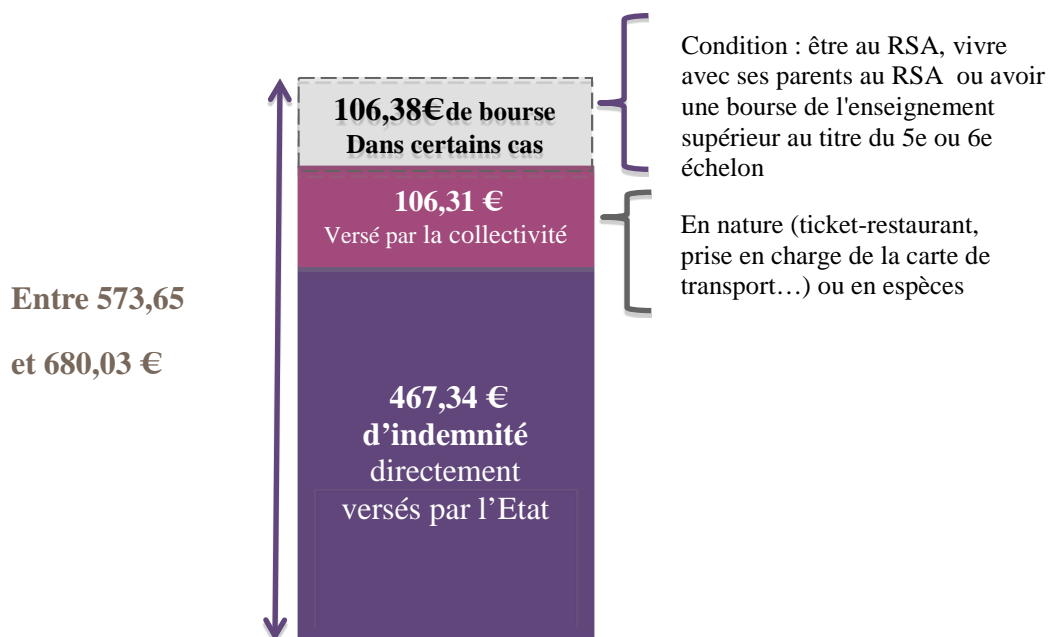 Condition : être au RSA, vivre
avec ses parents au RSA ou avoir
une bourse de l'enseignement
supérieur au titre du 5e ou 6e
échelon
106,38€ de bourse
Dans certains cas
106,31 €
Versé par la collectivité
En nature (ticket-restaurant,
prise en charge de la carte de
transport…) ou en espèces
Entre 573,65
et 680,03 €
467,34 €
d’indemnité
directement
versés par l’Etat